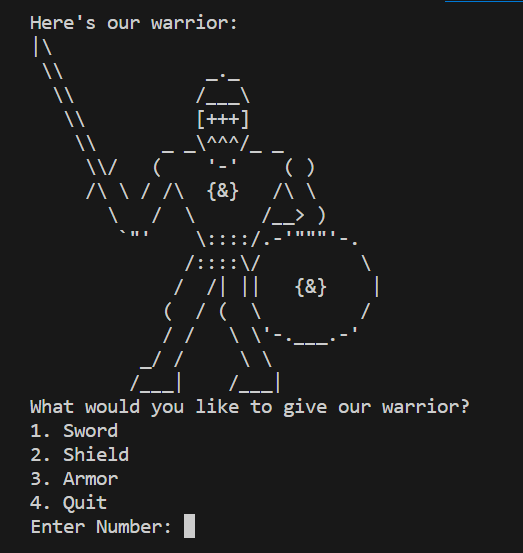 Here's our warrior:
|\
 \\             _._
  \\           /___\
   \\          [+++]
    \\      _ _\^^^/_ _
     \\/   (    '-'    ( )
     /\ \ / /\  {&}   /\ \
       \   /  \      /__> )
        `"'    \::::/.-'"""'-.
              /::::\/         \
             /  /| ||   {&}    |
            (  / (  \         /
            / /   \ \'-.___.-'
          _/ /     \ \
         /___|    /___|
What would you like to give our warrior?
1. Sword
2. Shield
3. Armor
4. Quit
Enter Number: